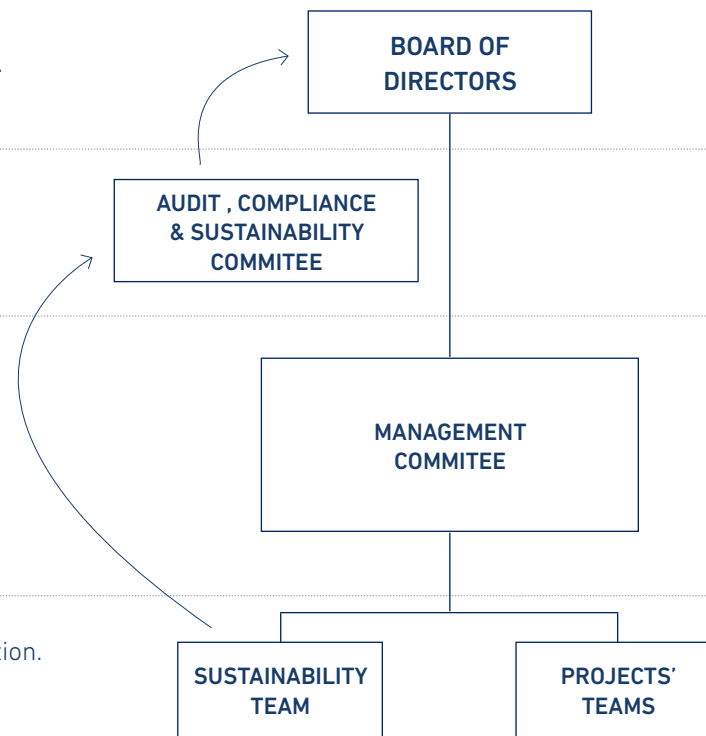 BOARD OF
DIRECTORS
AUDIT , COMPLIANCE
& SUSTAINABILITY
COMMITEE
MANAGEMENT
COMMITEE
SUSTAINABILITY
TEAM
PROJECTS'
TEAMS